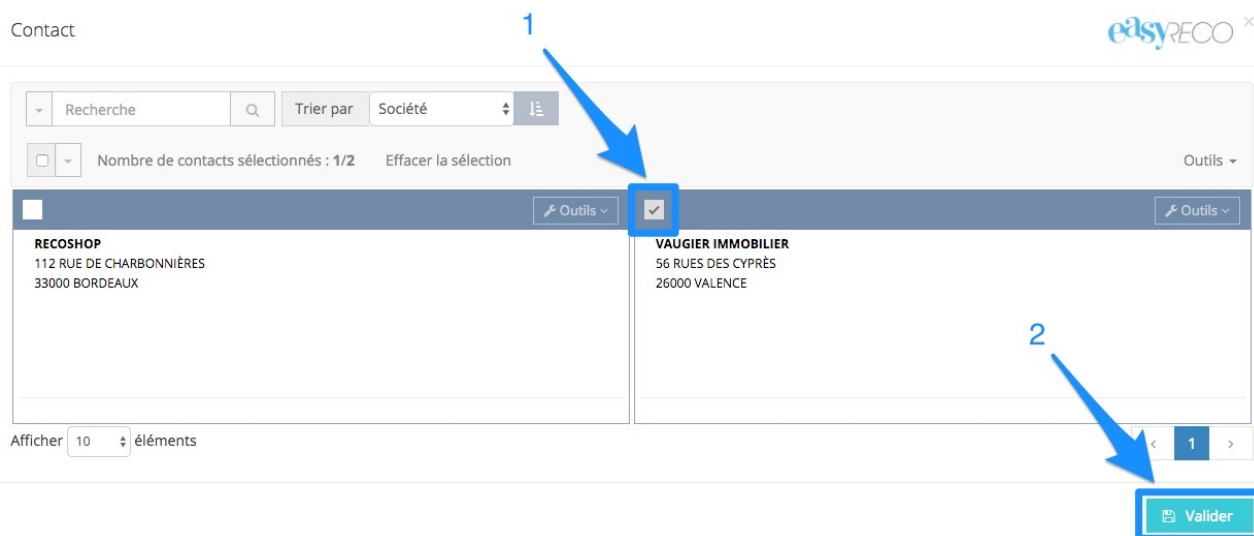 1
Contact
easyRECO
Recherche
Trier par
Société
Nombre de contacts sélectionnés : 1/2
Effacer la sélection
Outils
Outils
Outils
RECOSHOP
112 RUE DE CHARBONNIÈRES
33000 BORDEAUX
VAUGIER IMMOBILIER
56 RUES DES CYPRÈS
26000 VALENCE
2
Afficher 10 éléments
< 1 >
Valider